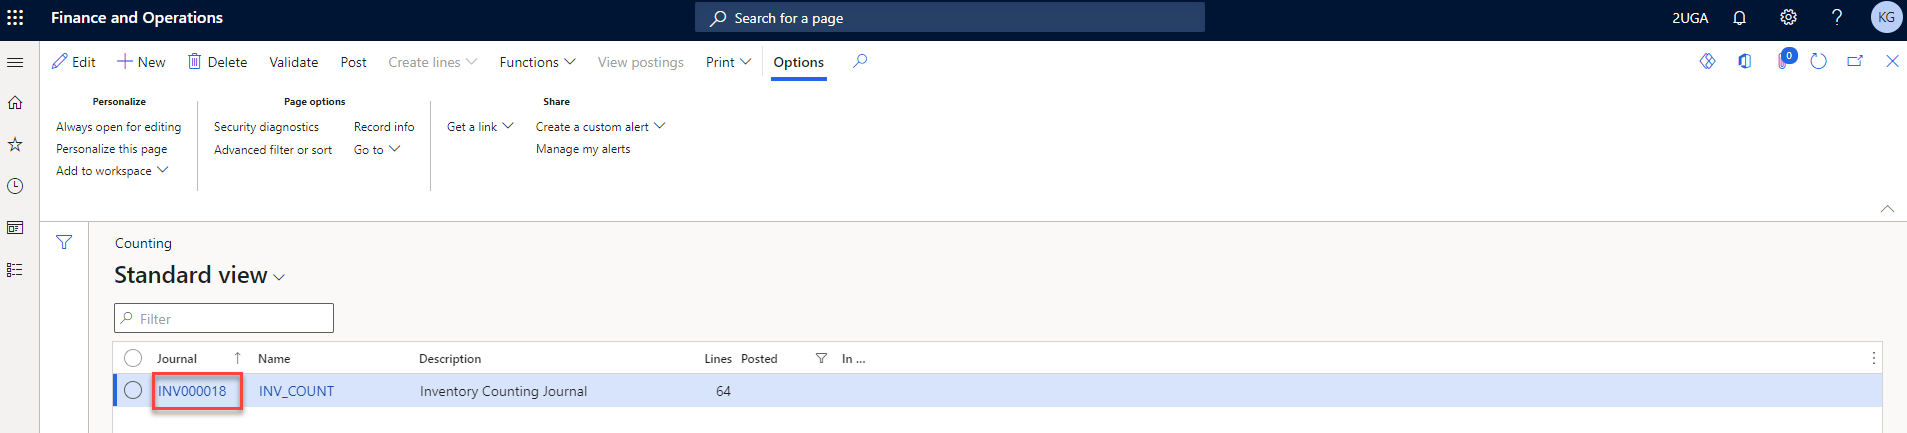 Finance and Operations Search for a page 2UGA ? KG
Edit New Delete Validate Post Create lines Functions View postings Print Options 0
Personalize Page options Share
Always open for editing Security diagnostics Record info Get a link Create a custom alert
Personalize this page Advanced filter or sort Go to Manage my alerts
Add to workspace
Counting
Standard view
Filter
Journal Name Description Lines Posted In ...
INV000018 INV_COUNT Inventory Counting Journal 64